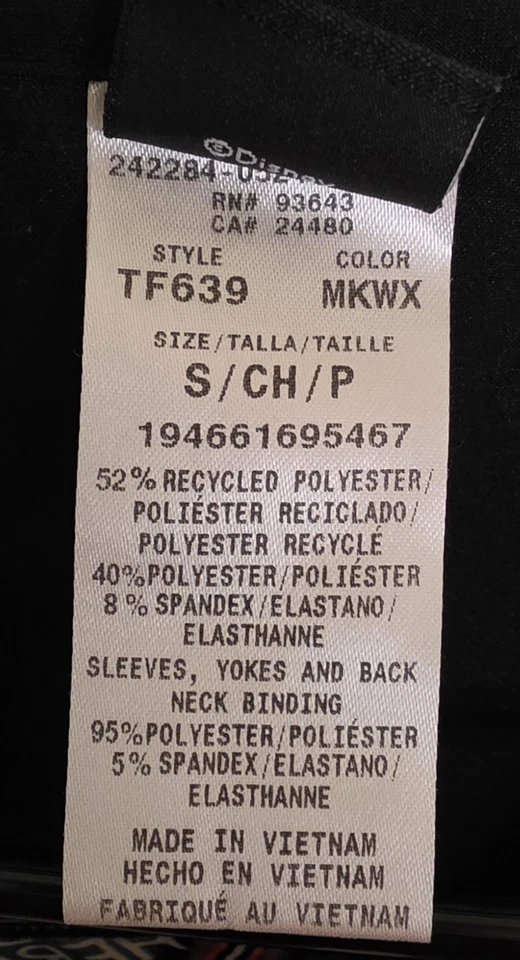 ©Disney
242284-052
RN# 93643
CA# 24480
STYLE COLOR
TF639 MKWX
SIZE/TALLA/TAILLE
S/CH/P
194661695467
52% RECYCLED POLYESTER/
POLIÉSTER RECICLADO/
POLYESTER RECYCLÉ
40%POLYESTER/POLIÉSTER
8 % SPANDEX/ELASTANO/
ELASTHANNE
SLEEVES, YOKES AND BACK
NECK BINDING
95%POLYESTER/POLIÉSTER
5% SPANDEX/ELASTANO/
ELASTHANNE
MADE IN VIETNAM
HECHO EN VIETNAM
FABRIQUÉ AU VIETNAM